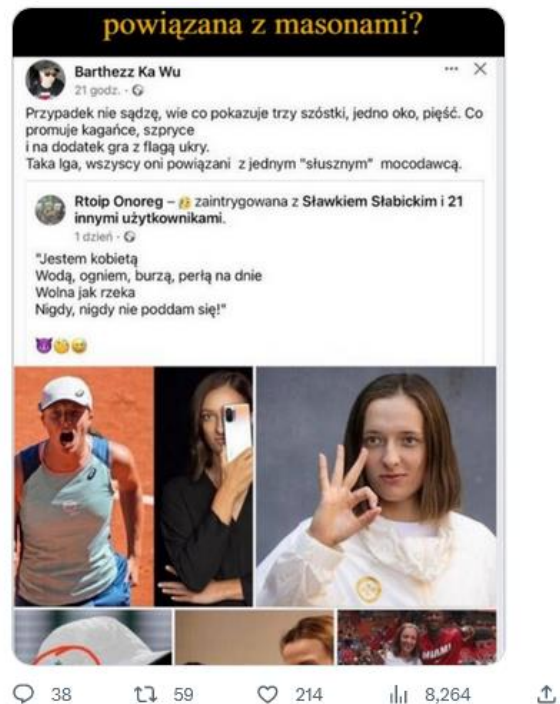 powiązana z masonami?
Barthezz Ka Wu
21 godz. ·
Przypadek nie sądzę, wie co pokazuje trzy szóstki, jedno oko, pięść. Co
promuje kagańce, szpryce
i na dodatek gra z flagą ukry.
Taka Iga, wszyscy oni powiązani z jednym "słusznym" mocodawcą.
Rtoip Onoreg – zaintrygowana z Sławkiem Słabickim i 21
innymi użytkownikami.
1 dzień ·
"Jestem kobietą
Wodą, ogniem, burzą, perłą na dnie
Wolna jak rzeka
Nigdy, nigdy nie poddam się!"
MIAMI
38 59 214 8,264